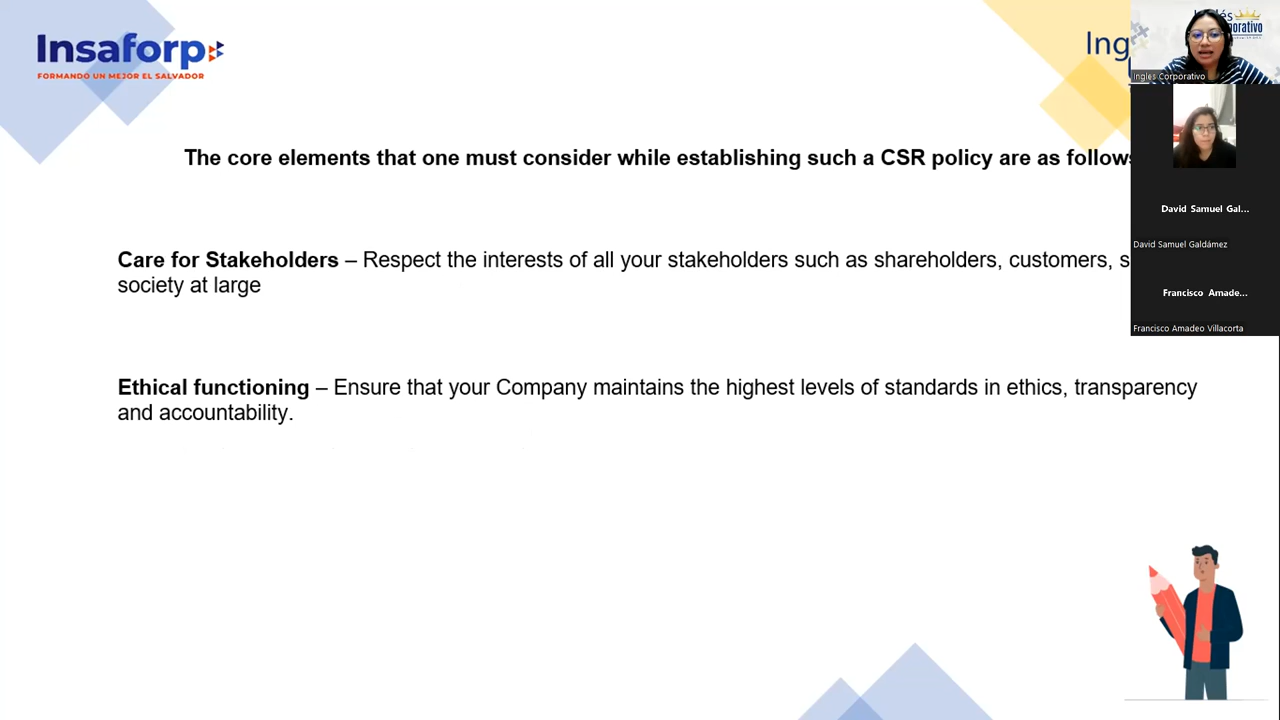 Insaforp
FORMANDO UN MEJOR EL SALVADOR
Ing
Ingles Corporativo
The core elements that one must consider while establishing such a CSR policy are as follows
David Samuel Gal...
David Samuel Galdámez
Care for Stakeholders – Respect the interests of all your stakeholders such as shareholders, customers, s
society at large
Francisco Amade...
Francisco Amadeo Villacorta
Ethical functioning – Ensure that your Company maintains the highest levels of standards in ethics, transparency
and accountability.